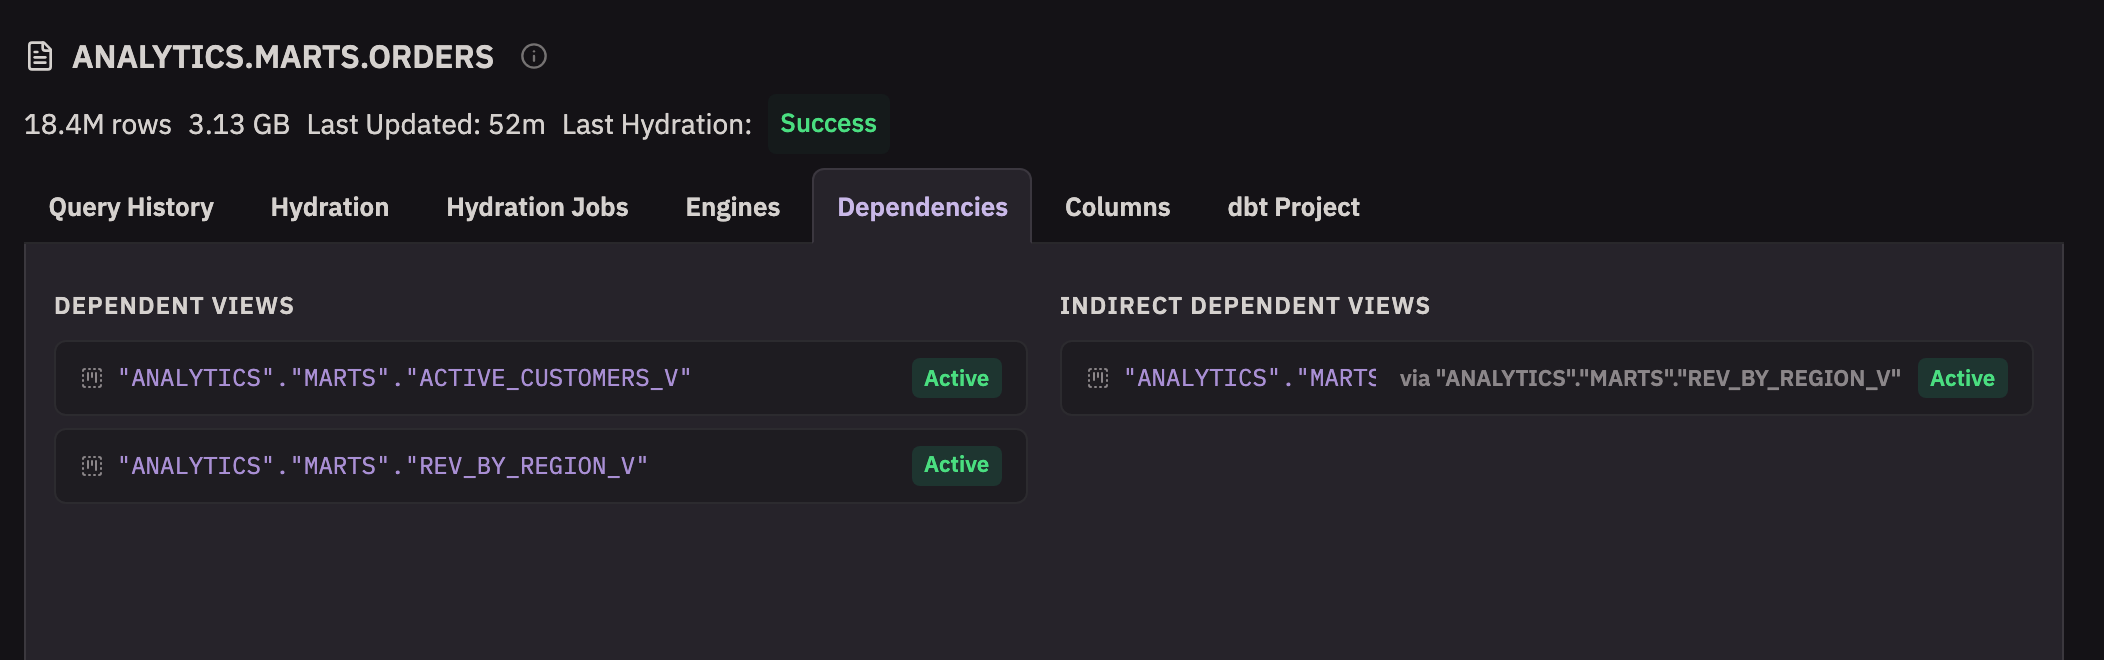 ANALYTICS.MARTS.ORDERS
18.4M rows 3.13 GB Last Updated: 52m Last Hydration: Success
Query History Hydration Hydration Jobs Engines Dependencies Columns dbt Project
DEPENDENT VIEWS
"ANALYTICS"."MARTS"."ACTIVE_CUSTOMERS_V" Active
"ANALYTICS"."MARTS"."REV_BY_REGION_V" Active
INDIRECT DEPENDENT VIEWS
"ANALYTICS"."MARTS via "ANALYTICS"."MARTS"."REV_BY_REGION_V" Active